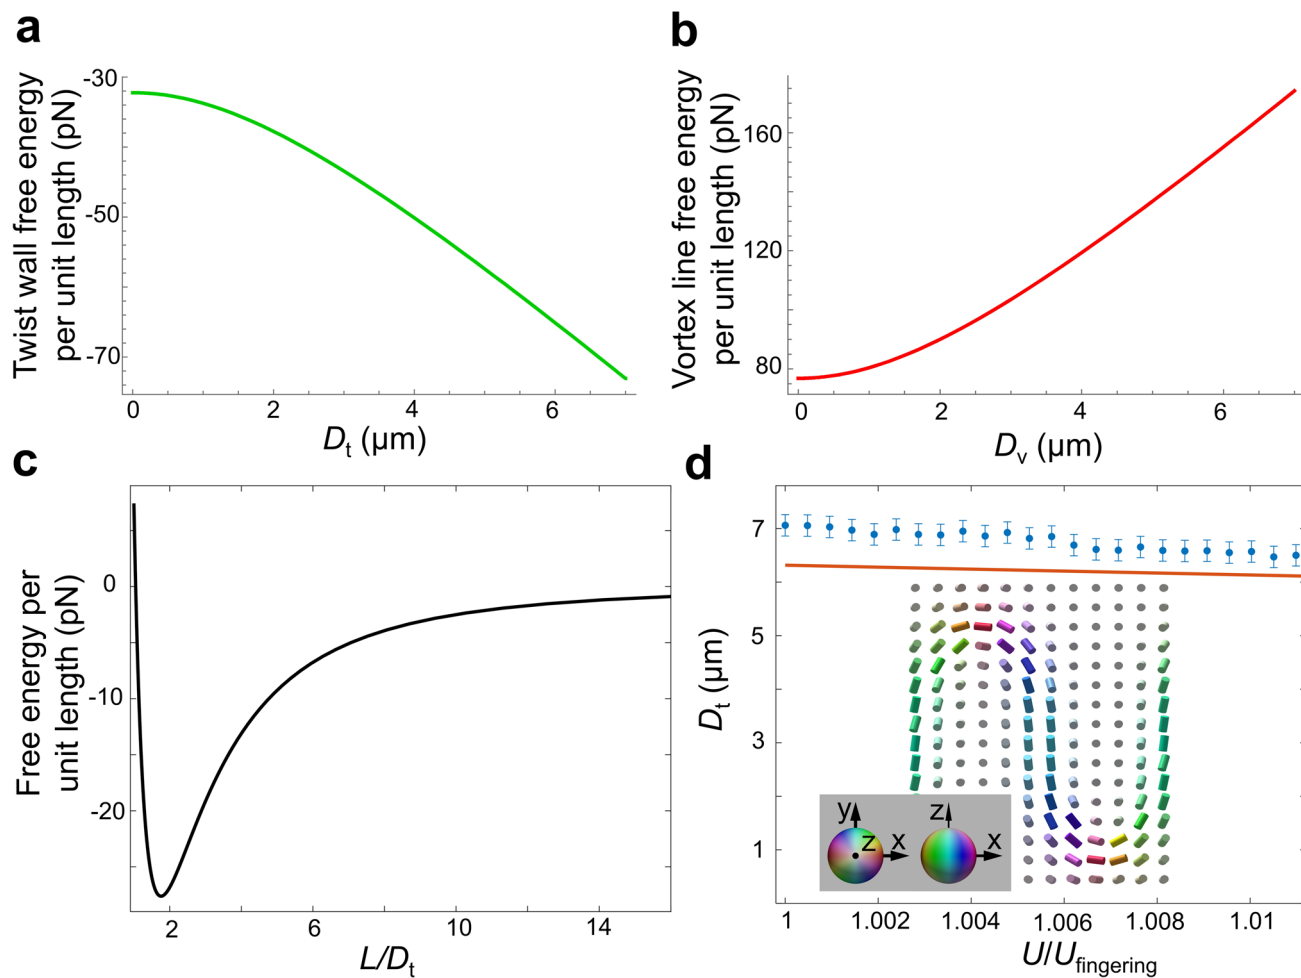 a
Twist wall free energy
per unit length (pN)
-30
-50
-70
0
2
4
6
Dt (μm)
b
Vortex line free energy
per unit length (pN)
160
120
80
0
2
4
6
Dv (μm)
c
Free energy per
unit length (pN)
0
-10
-20
2
6
10
14
L/Dt
d
Dt (μm)
7
5
3
1
y
z
x
z
x
1
1.002
1.004
1.006
1.008
1.01
U/Ufingering